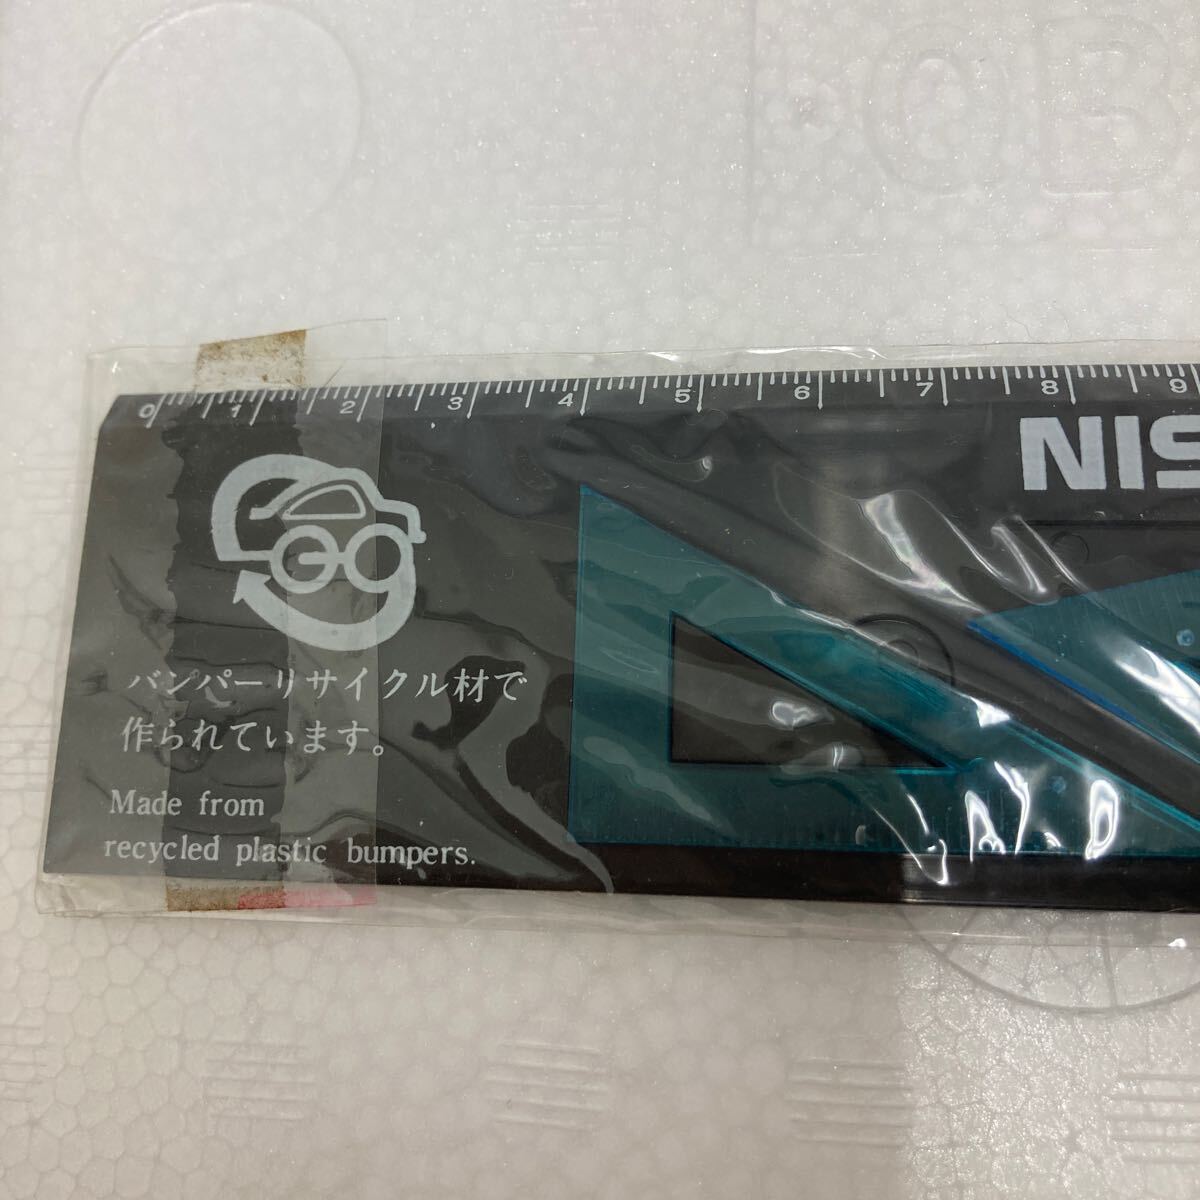 0 1 2 3 4 5 6 7 8 9
NIS
バンパーリサイクル材で
作られています。
Made from
recycled plastic bumpers.